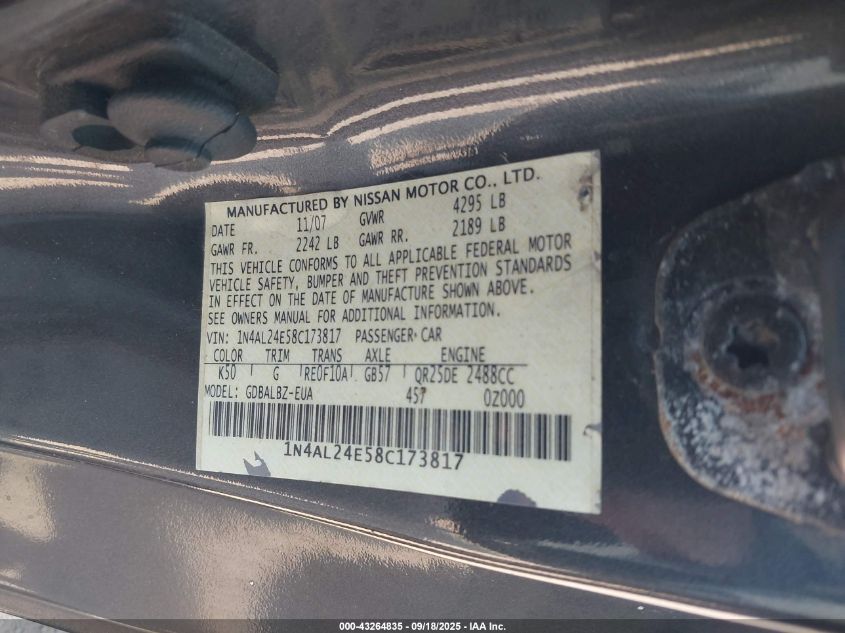 MANUFACTURED BY NISSAN MOTOR CO., LTD.
DATE 11/07 GVWR 4295 LB
GAWR FR. 2242 LB GAWR RR. 2189 LB
THIS VEHICLE CONFORMS TO ALL APPLICABLE FEDERAL MOTOR
VEHICLE SAFETY, BUMPER AND THEFT PREVENTION STANDARDS
IN EFFECT ON THE DATE OF MANUFACTURE SHOWN ABOVE.
SEE OWNERS MANUAL FOR ADDITIONAL INFORMATION.
VIN: 1N4AL24E58C173817 PASSENGER CAR
COLOR TRIM TRANS AXLE ENGINE
K50 G RE0F10A GB57 QR25DE 2488CC
MODEL: GDBALBZ-EUA 457 0Z000
1N4AL24E58C173817
000-43264835 - 09/18/2025 - IAA Inc.